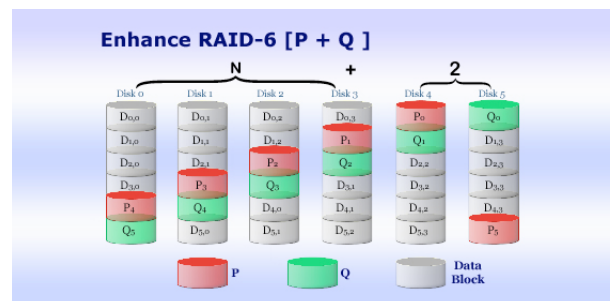 Enhance RAID-6 [P + Q ]
N + 2
Disk 0 Disk 1 Disk 2 Disk 3 Disk 4 Disk 5
D0,0 D0,1 D0,2 D0,3 P0 Q0
D1,0 D1,1 D1,2 P1 Q1 D1,3
D2,0 D2,1 P2 Q2 D2,2 D2,3
D3,0 P3 Q3 D3,1 D3,2 D3,3
P4 Q4 D4,0 D4,1 D4,2 D4,3
Q5 D5,0 D5,1 D5,2 D5,3 P5
P Q Data
Block